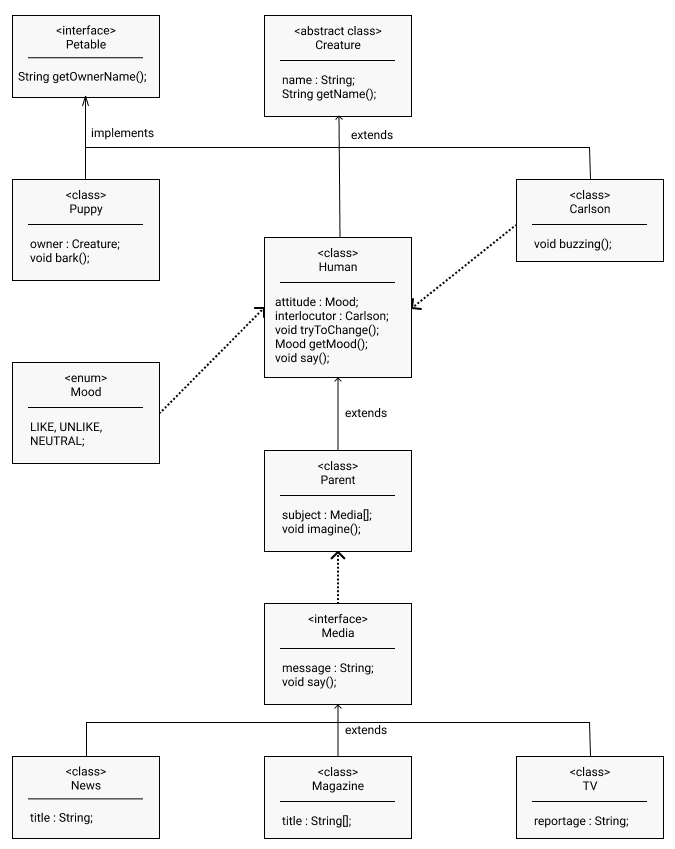 <interface>
Petable
String getOwnerName();
<abstract class>
Creature
name : String;
String getName();
implements
extends
<class>
Puppy
owner : Creature;
void bark();
<class>
Carlson
void buzzing();
<class>
Human
attitude : Mood;
interlocutor : Carlson;
void tryToChange();
Mood getMood();
void say();
<enum>
Mood
LIKE, UNLIKE,
NEUTRAL;
extends
<class>
Parent
subject : Media[];
void imagine();
<interface>
Media
message : String;
void say();
extends
<class>
News
title : String;
<class>
Magazine
title : String[];
<class>
TV
reportage : String;